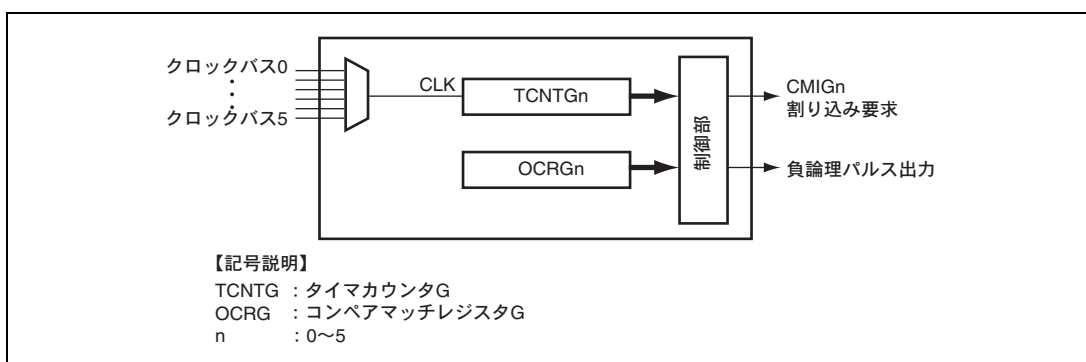 クロックバス0
クロックバス5
CLK
TCNTGn
OCRGn
制御部
CMIGn
割り込み要求
負論理パルス出力
【記号説明】
TCNTG ：タイマカウンタG
OCRG ：コンペアマッチレジスタG
n ：0～5